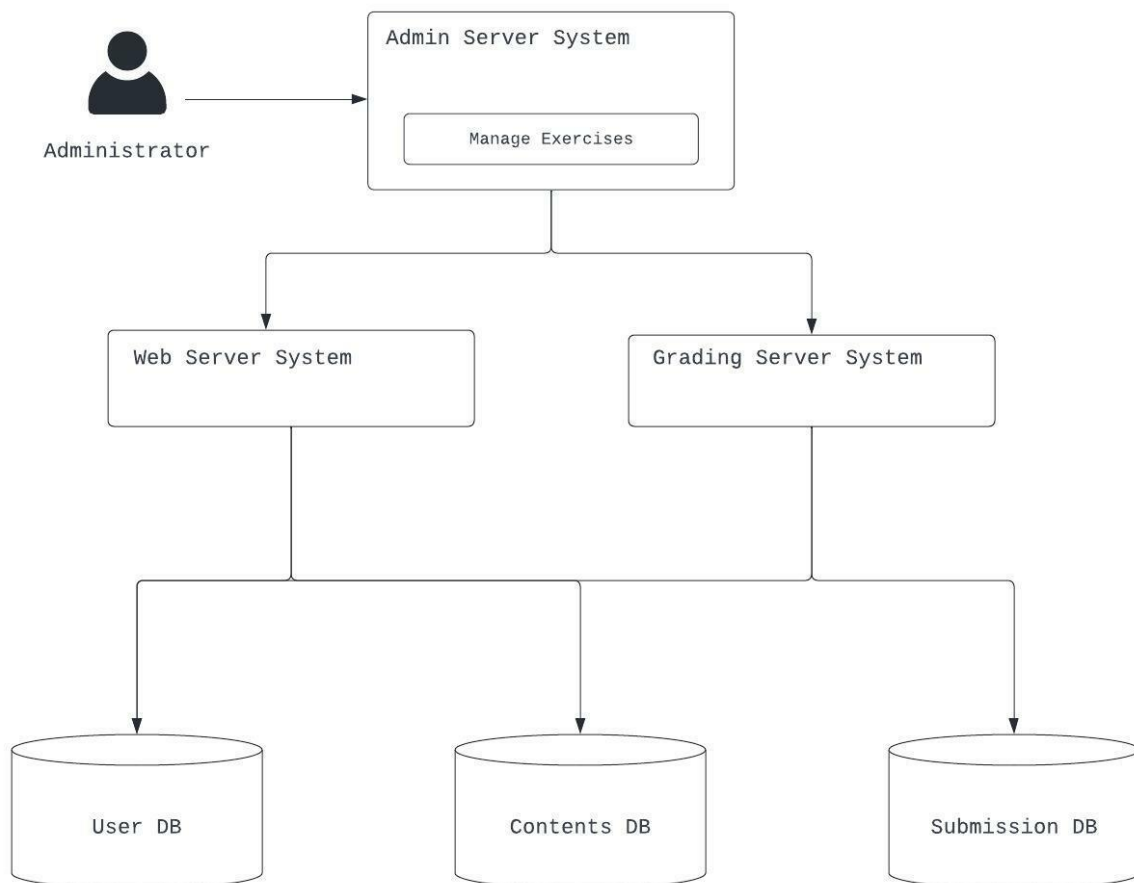 Admin Server System
Manage Exercises
Administrator
Web Server System
Grading Server System
User DB
Contents DB
Submission DB